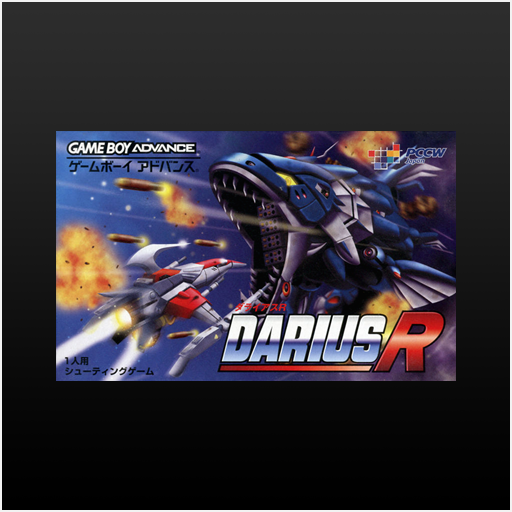 GAME BOY ADVANCE
ゲームボーイ アドバンス
PCCW
Japan
ダライアスR
DARIUS R
1人用
シューティングゲーム